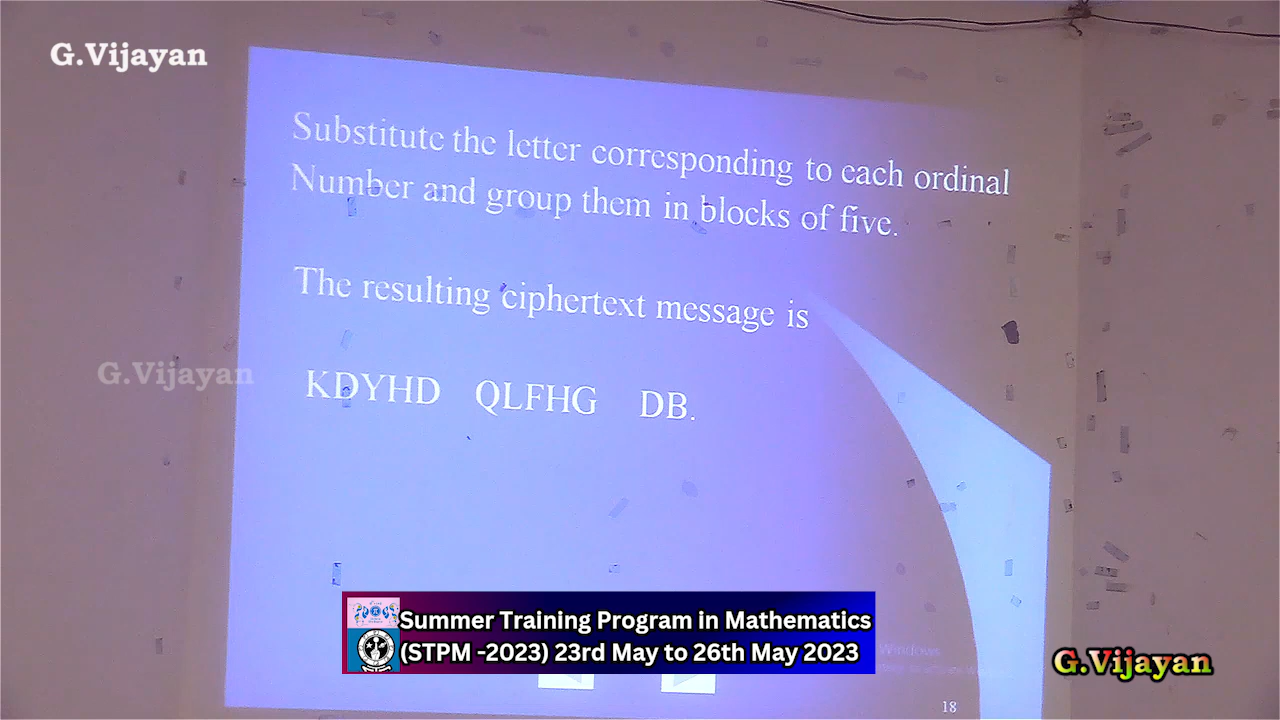 G.Vijayan
Substitute the letter corresponding to each ordinal
Number and group them in blocks of five.
The resulting ciphertext message is
G.Vijayan
KDYHD QLFHG DB.
Summer Training Program in Mathematics
(STPM -2023) 23rd May to 26th May 2023
Windows
G.Vijayan
18